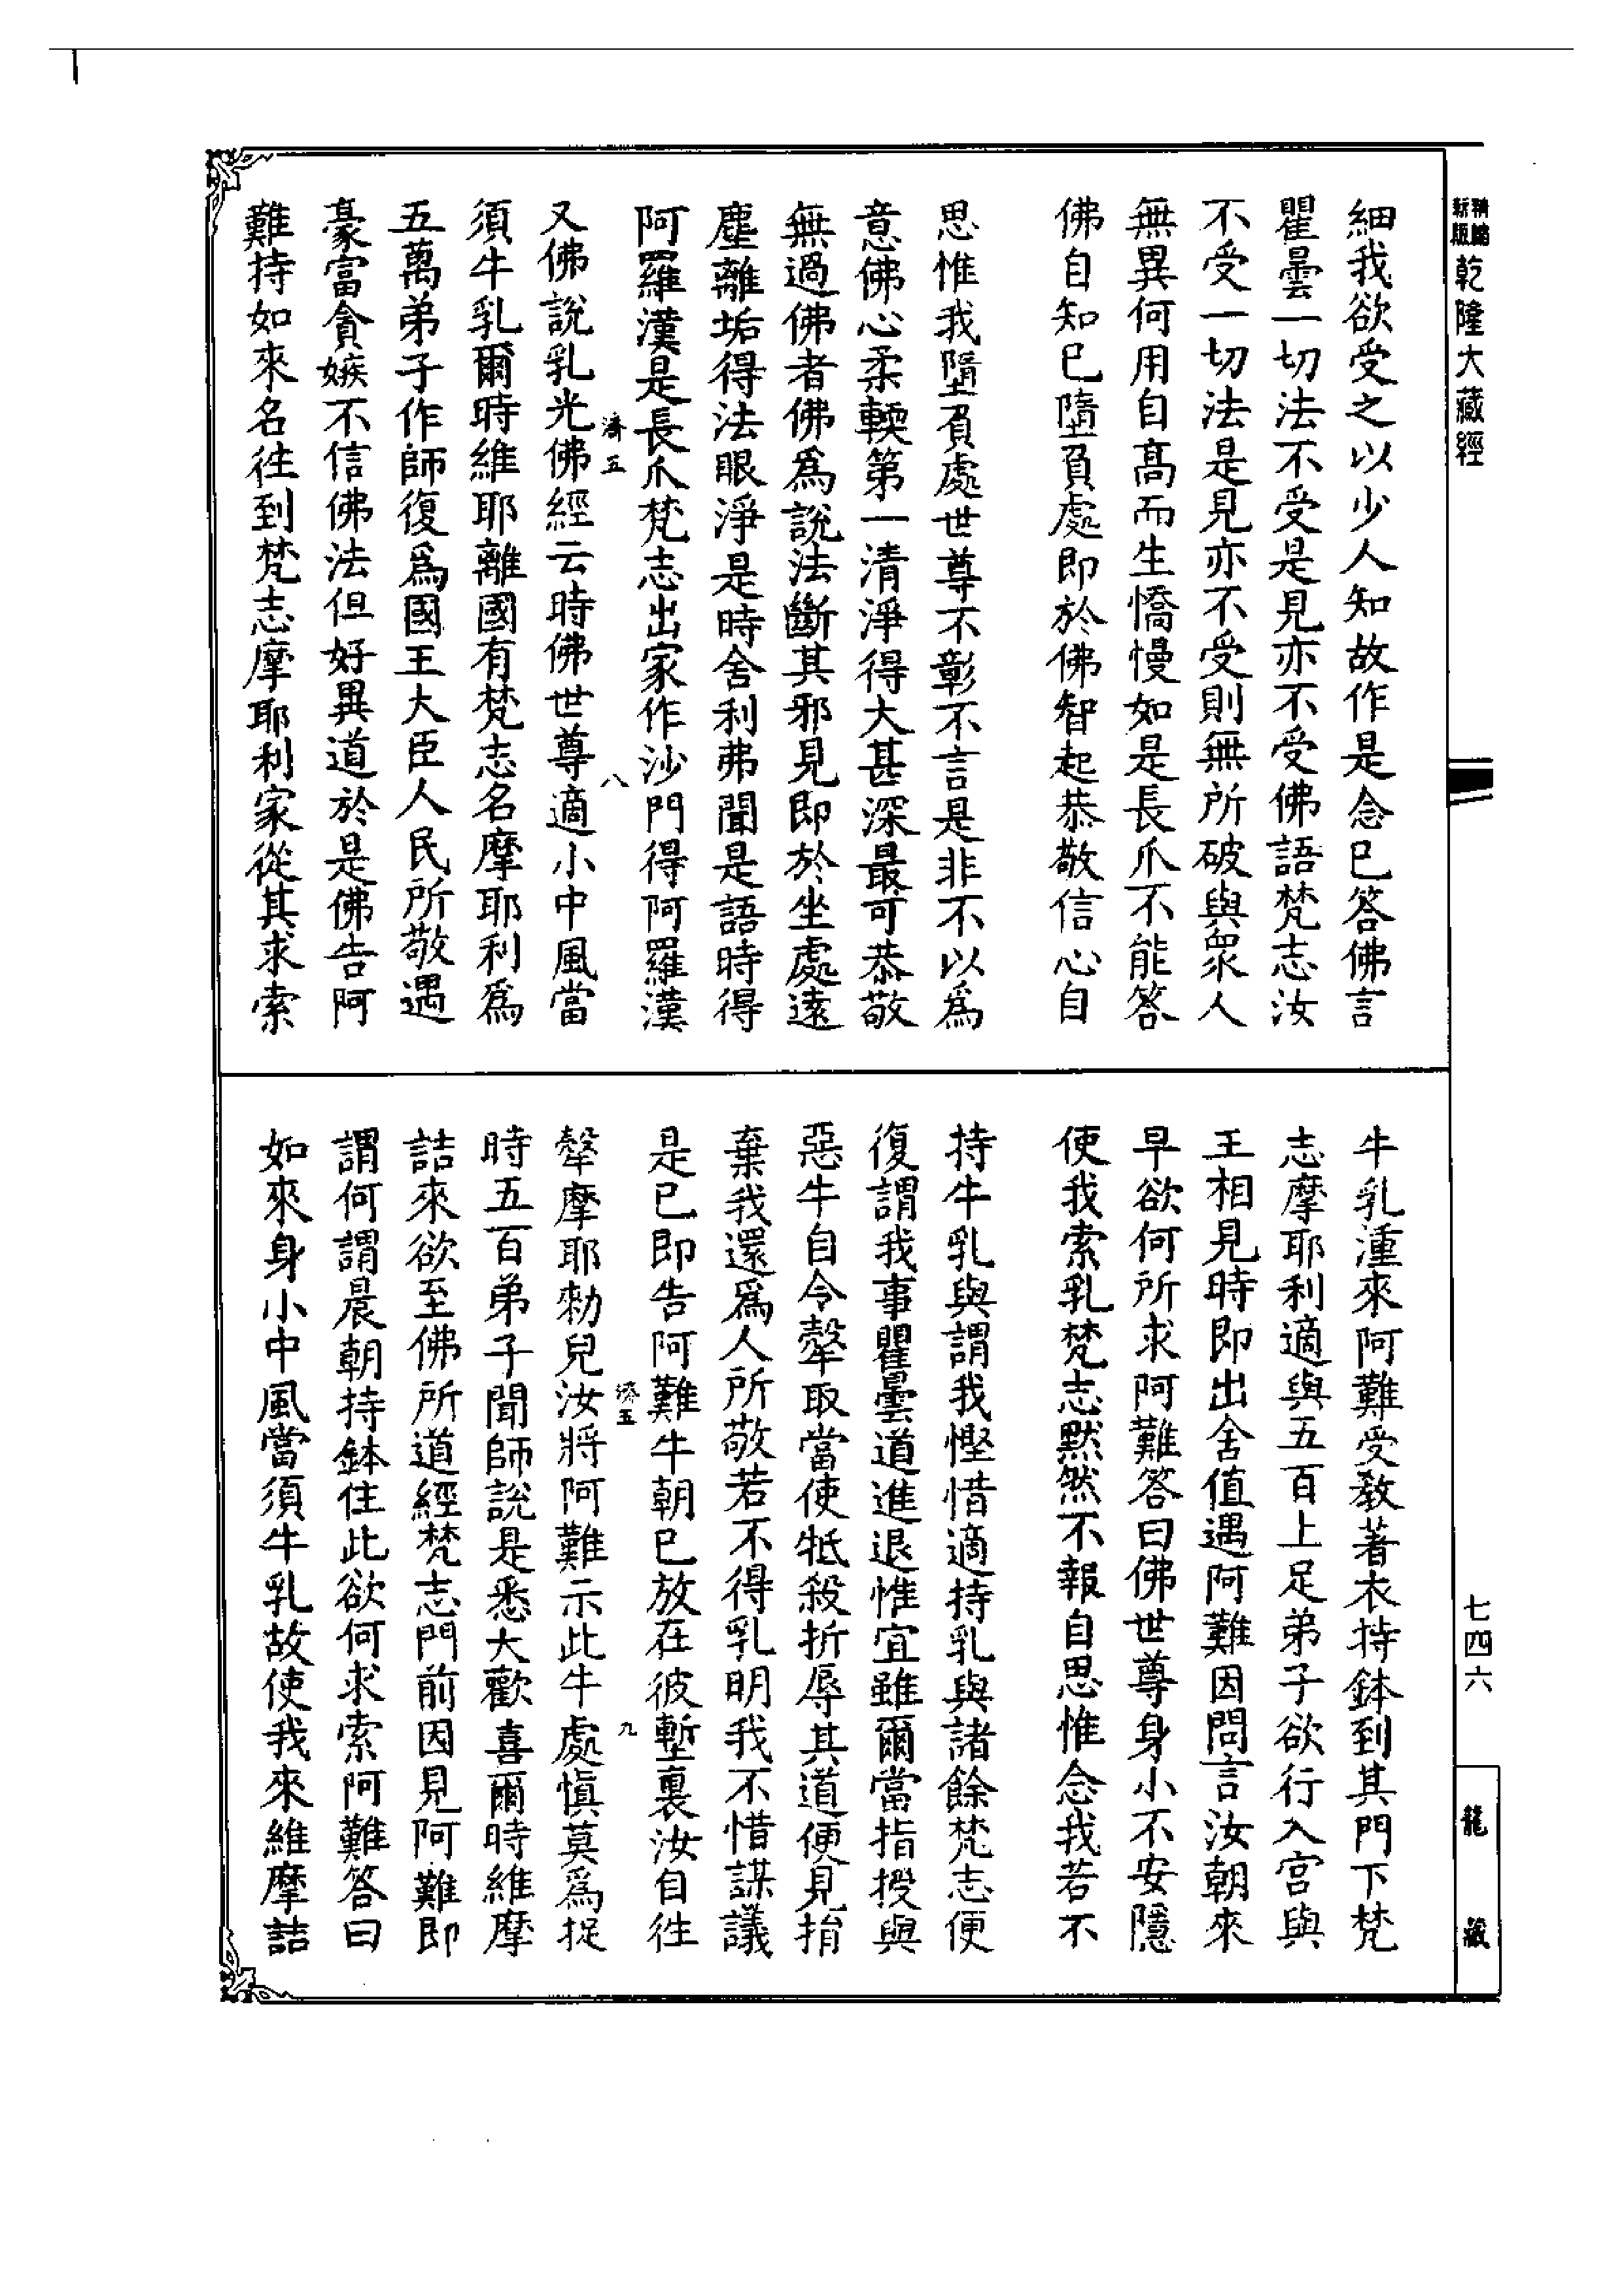 精縮
新版
乾隆大藏經
細我欲受之以少人知故作是念已答佛言
瞿曇一切法不受是見亦不受佛語梵志汝
不受一切法是見亦不受則無所破與眾人
無異何用自高而生憍慢如是長爪不能答
佛自知已墮負處即於佛智起恭敬信心自
思惟我墮負處世尊不彰不言是非不以為
意佛心柔輭第一清淨得大甚深最可恭敬
無過佛者佛為說法斷其邪見即於坐處遠
塵離垢得法眼淨是時舍利弗聞是語時得
阿羅漢是長爪梵志出家作沙門得阿羅漢
濟五
八
又佛說乳光佛經云時佛世尊適小中風當
須牛乳爾時維耶離國有梵志名摩耶利為
五萬弟子作師復為國王大臣人民所敬遇
豪富貪嫉不信佛法但好異道於是佛告阿
難持如來名往到梵志摩耶利家從其求索
牛乳湩來阿難受教著衣持鉢到其門下梵
志摩耶利適與五百上足弟子欲行入宮與
王相見時即出舍值遇阿難因問言汝朝來
早欲何所求阿難答曰佛世尊身小不安隱
使我索乳梵志默然不報自思惟念我若不
持牛乳與謂我慳惜適持乳與諸餘梵志便
復謂我事瞿曇道進退惟宜雖爾當指授與
惡牛自令𤛗取當使牴殺折辱其道便見捐
棄我還為人所敬若不得乳明我不惜謀議
是已即告阿難牛朝已放在彼塹裏汝自往
濟五
九
𤛗摩耶勑兒汝將阿難示此牛處慎莫為捉
時五百弟子聞師說是悉大歡喜爾時維摩
詰來欲至佛所道經梵志門前因見阿難即
謂何謂晨朝持鉢住此欲何求索阿難答曰
如來身小中風當須牛乳故使我來維摩詰
七四六
龍藏